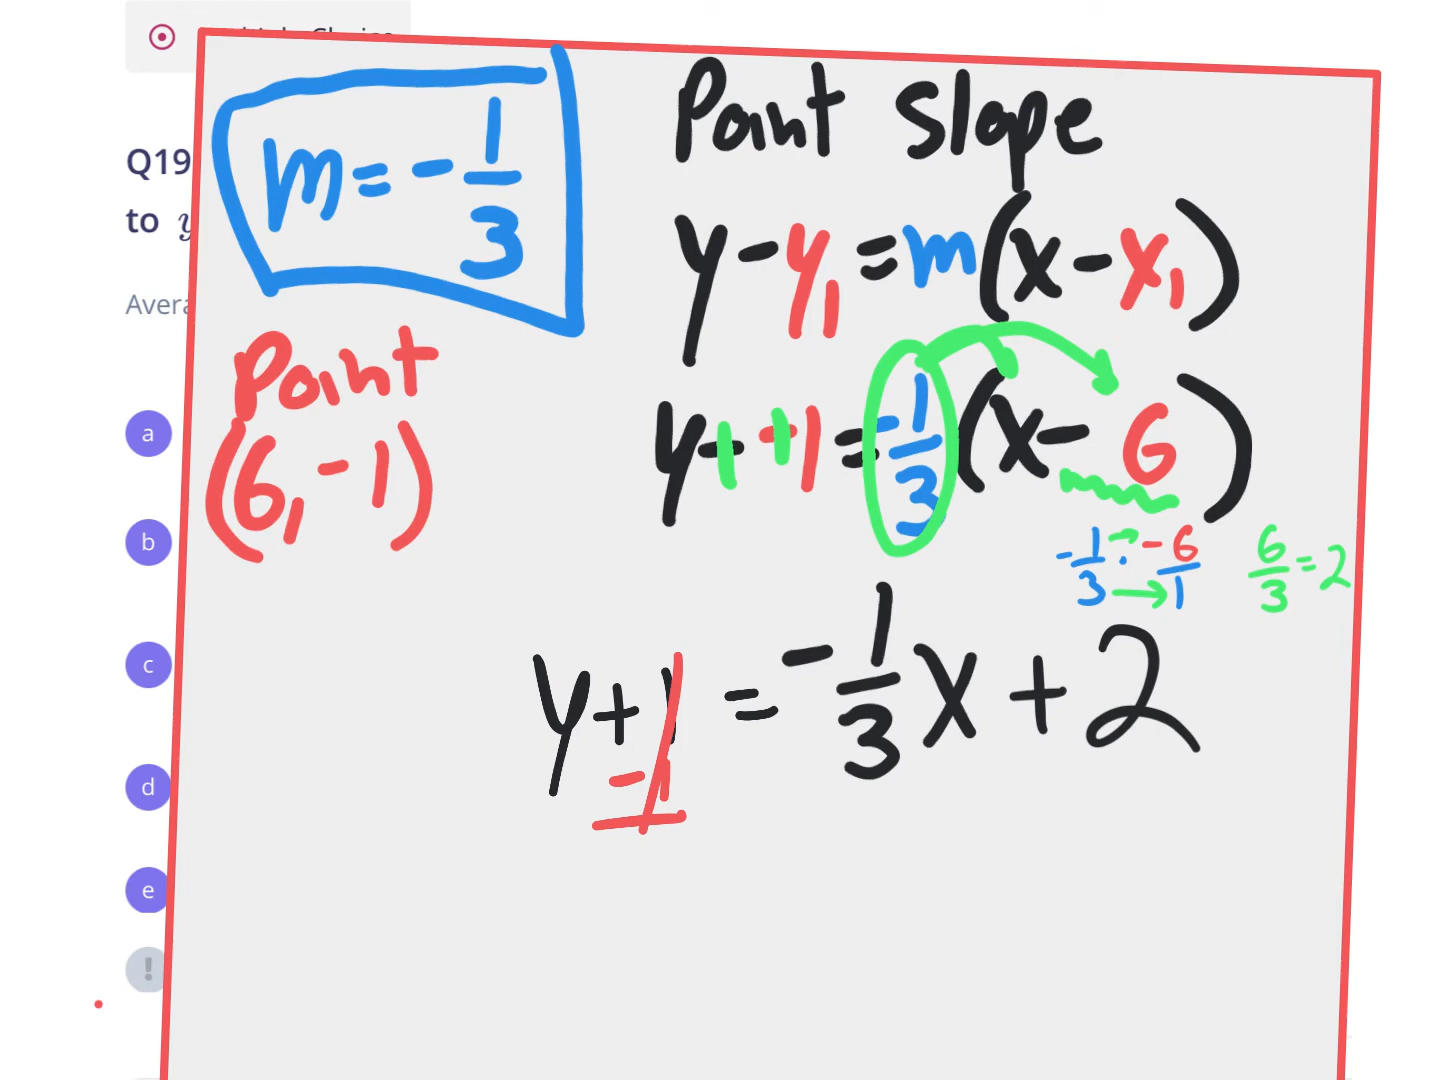 Q19
to y
Avera
a
b
c
d
e
!
m = - 1/3
Point
(6, -1)
Point Slope
y - y₁ = m(x - x₁)
y + +1 = -1/3 (x - 6)
-1/3 · -6/1
6/3 = 2
y + 1 = -1/3 x + 2
-1